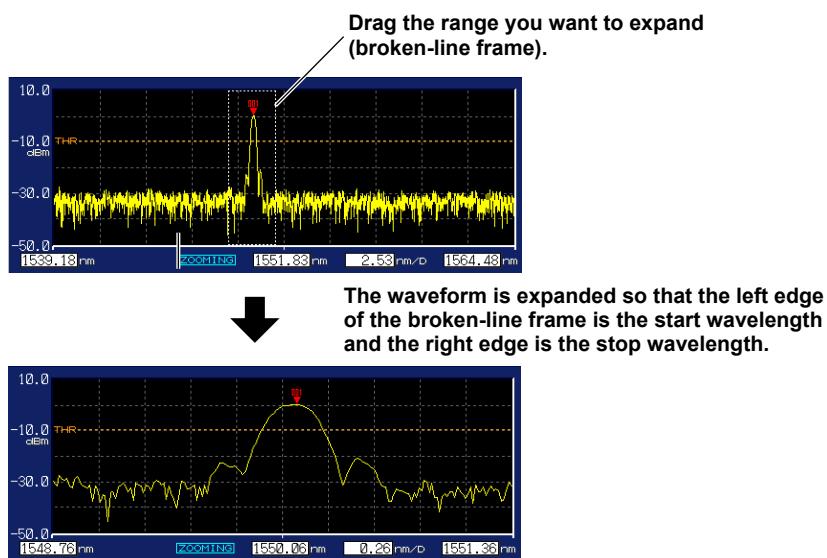 Drag the range you want to expand
(broken-line frame).
10.0
001
-10.0 THR
dBm
-30.0
-50.0
1539.18 nm ZOOMING 1551.83 nm 2.53 nm/D 1564.48 nm
The waveform is expanded so that the left edge
of the broken-line frame is the start wavelength
and the right edge is the stop wavelength.
10.0
001
-10.0 THR
dBm
-30.0
-50.0
1548.76 nm ZOOMING 1550.06 nm 0.26 nm/D 1551.36 nm